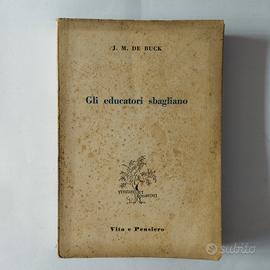 J. M. DE BUCK
Gli educatori sbagliano
Vita e Pensiero
subito